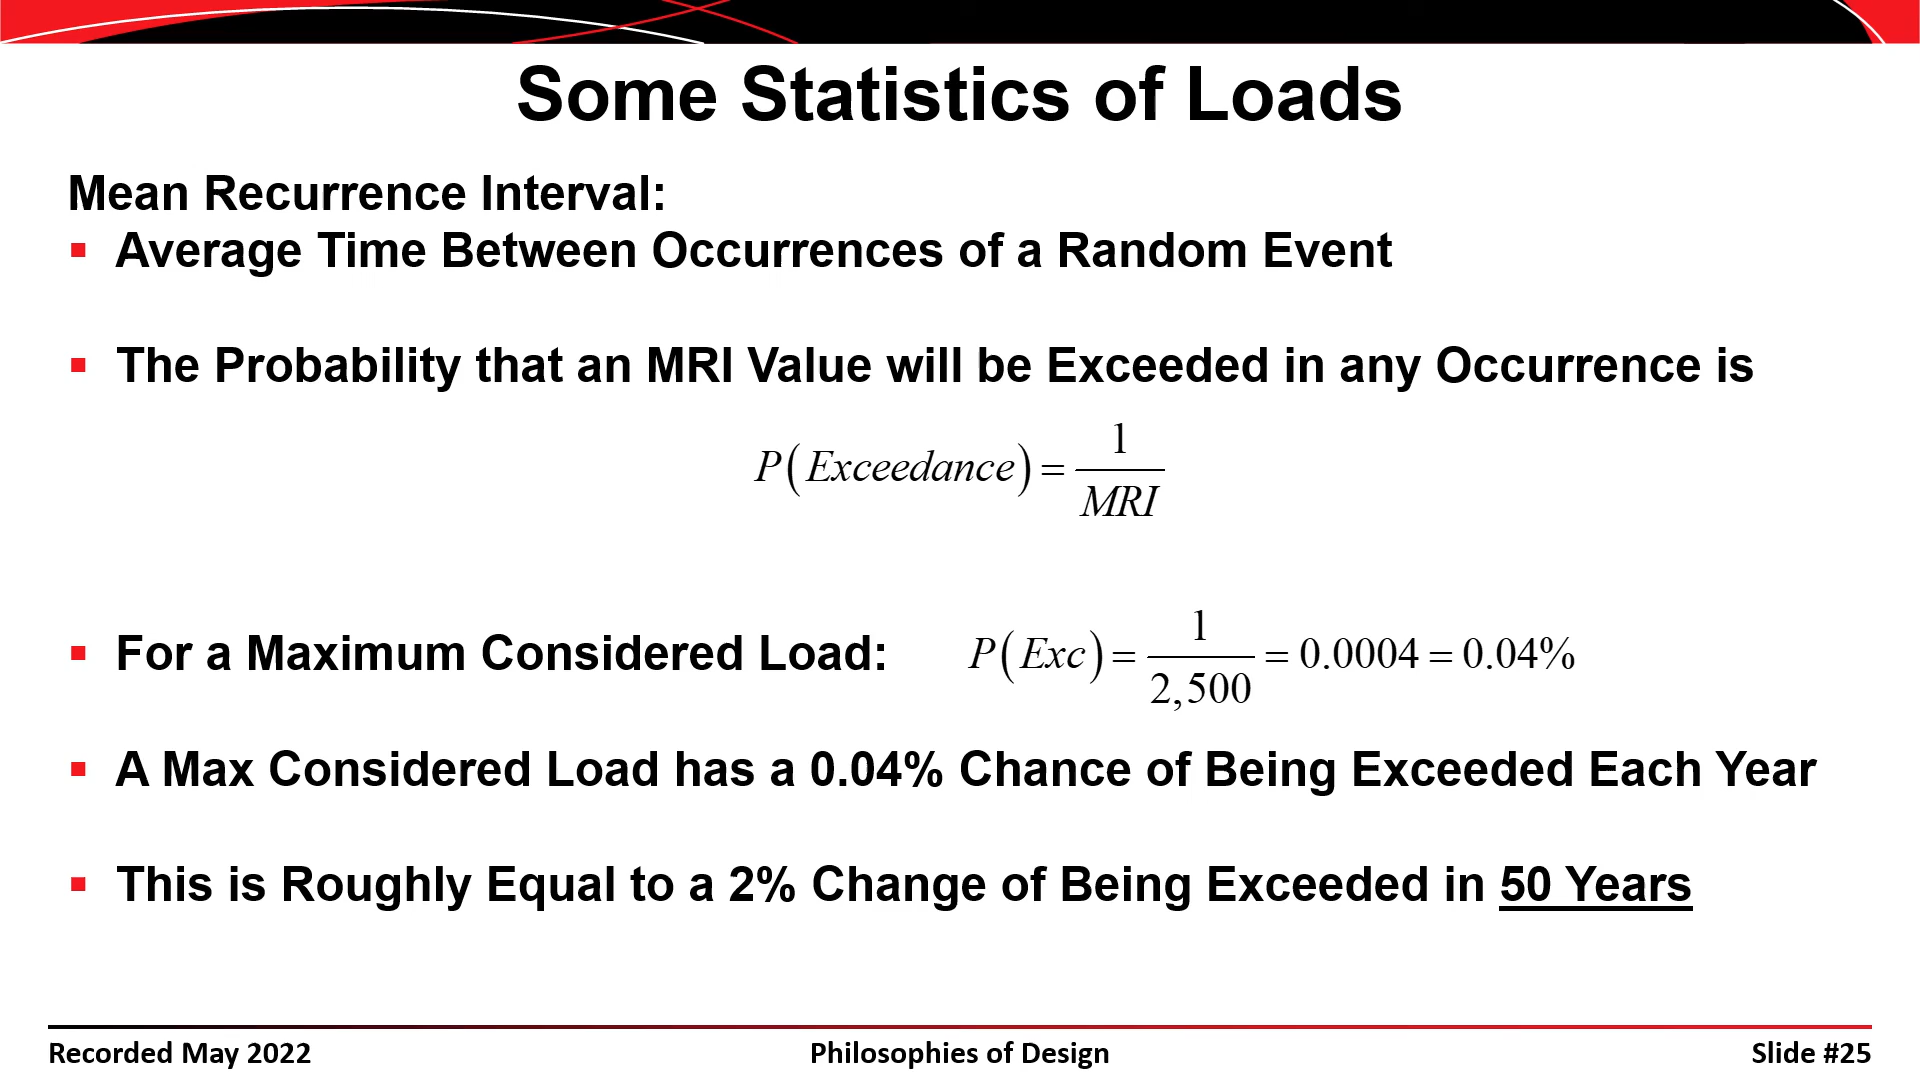 Some Statistics of Loads
Mean Recurrence Interval:
▪ Average Time Between Occurrences of a Random Event
▪ The Probability that an MRI Value will be Exceeded in any Occurrence is
P(Exceedance) = 1/MRI
▪ For a Maximum Considered Load: P(Exc) = 1/2,500 = 0.0004 = 0.04%
▪ A Max Considered Load has a 0.04% Chance of Being Exceeded Each Year
▪ This is Roughly Equal to a 2% Change of Being Exceeded in 50 Years
Recorded May 2022 Philosophies of Design Slide #25